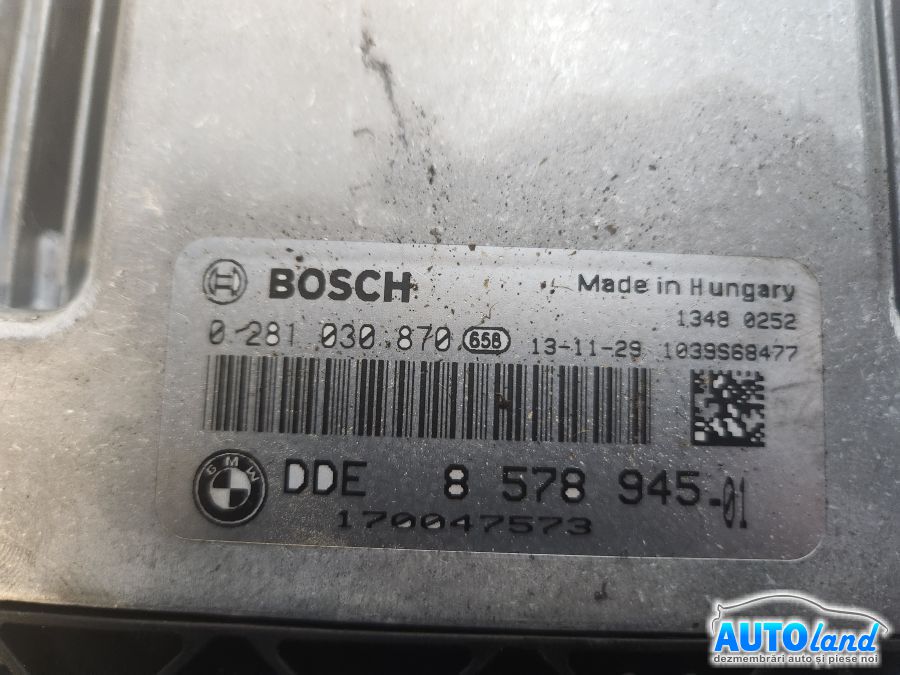 BOSCH
Made in Hungary
1348 0252
0 281 030 870 658 13-11-29 1039S68477
BMW DDE 8 578 945-01
170047573
AUTOland
dezmembrări auto și piese noi